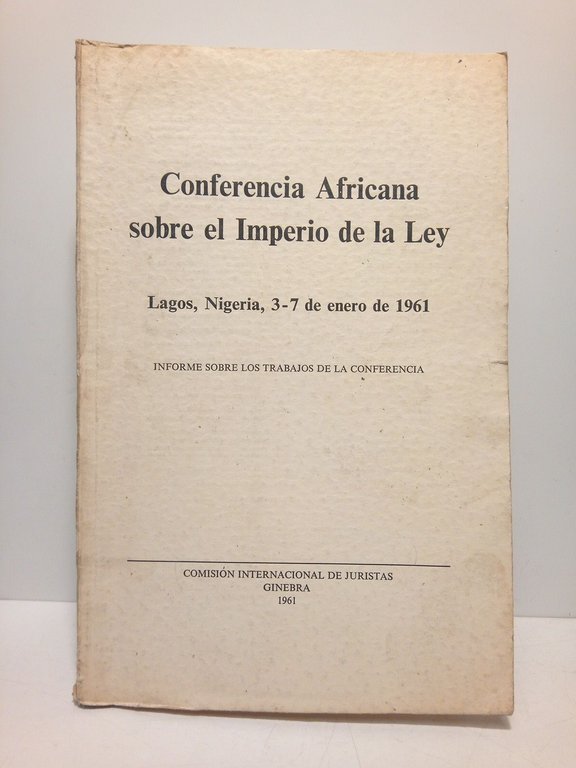 Conferencia Africana
sobre el Imperio de la Ley
Lagos, Nigeria, 3-7 de enero de 1961
INFORME SOBRE LOS TRABAJOS DE LA CONFERENCIA
COMISIÓN INTERNACIONAL DE JURISTAS
GINEBRA
1961